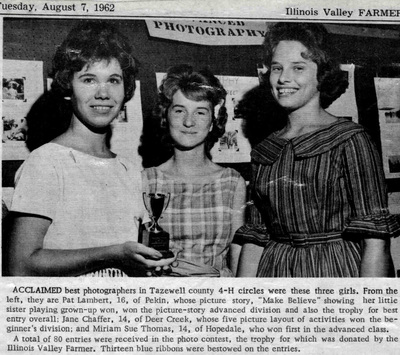 Tuesday, August 7, 1962
Illinois Valley FARMER
PHOTOGRAPHY
ACCLAIMED best photographers in Tazewell county 4-H circles were these three girls. From the
left, they are Pat Lambert, 16, of Pekin, whose picture story, "Make Believe" showing her little
sister playing grown-up won, won the picture-story advanced division and also the trophy for best
entry overall; Jane Chaffer, 14, of Deer Creek, whose five picture layout of activities won the be-
ginner's division; and Miriam Sue Thomas, 14, of Hopedale, who won first in the advanced class.
A total of 80 entries were received in the photo contest, the trophy for which was donated by the
Illinois Valley Farmer. Thirteen blue ribbons were bestowed on the entries.